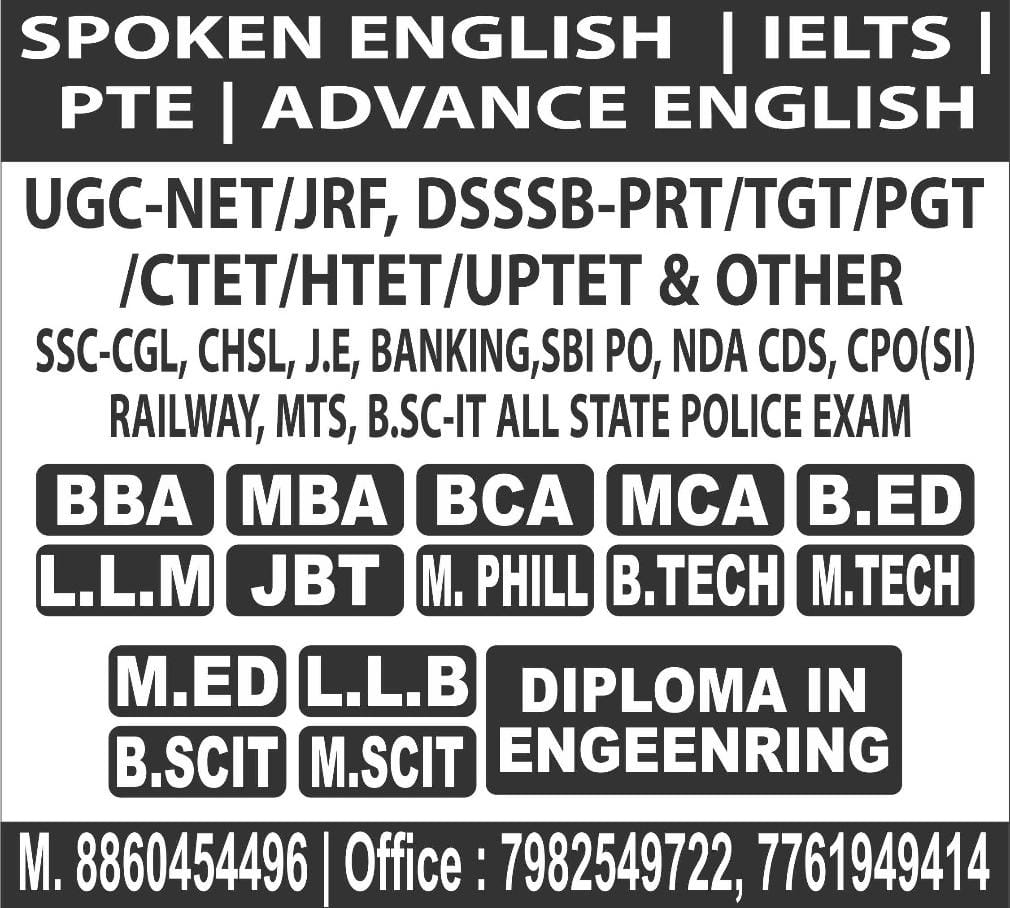 SPOKEN ENGLISH | IELTS |
PTE | ADVANCE ENGLISH
UGC-NET/JRF, DSSSB-PRT/TGT/PGT
/CTET/HTET/UPTET & OTHER
SSC-CGL, CHSL, J.E, BANKING,SBI PO, NDA CDS, CPO(SI)
RAILWAY, MTS, B.SC-IT ALL STATE POLICE EXAM
BBA MBA BCA MCA B.ED
L.L.M JBT M. PHILL B.TECH M.TECH
M.ED L.L.B
B.SCIT M.SCIT
DIPLOMA IN
ENGEENRING
M. 8860454496 | Office : 7982549722, 7761949414